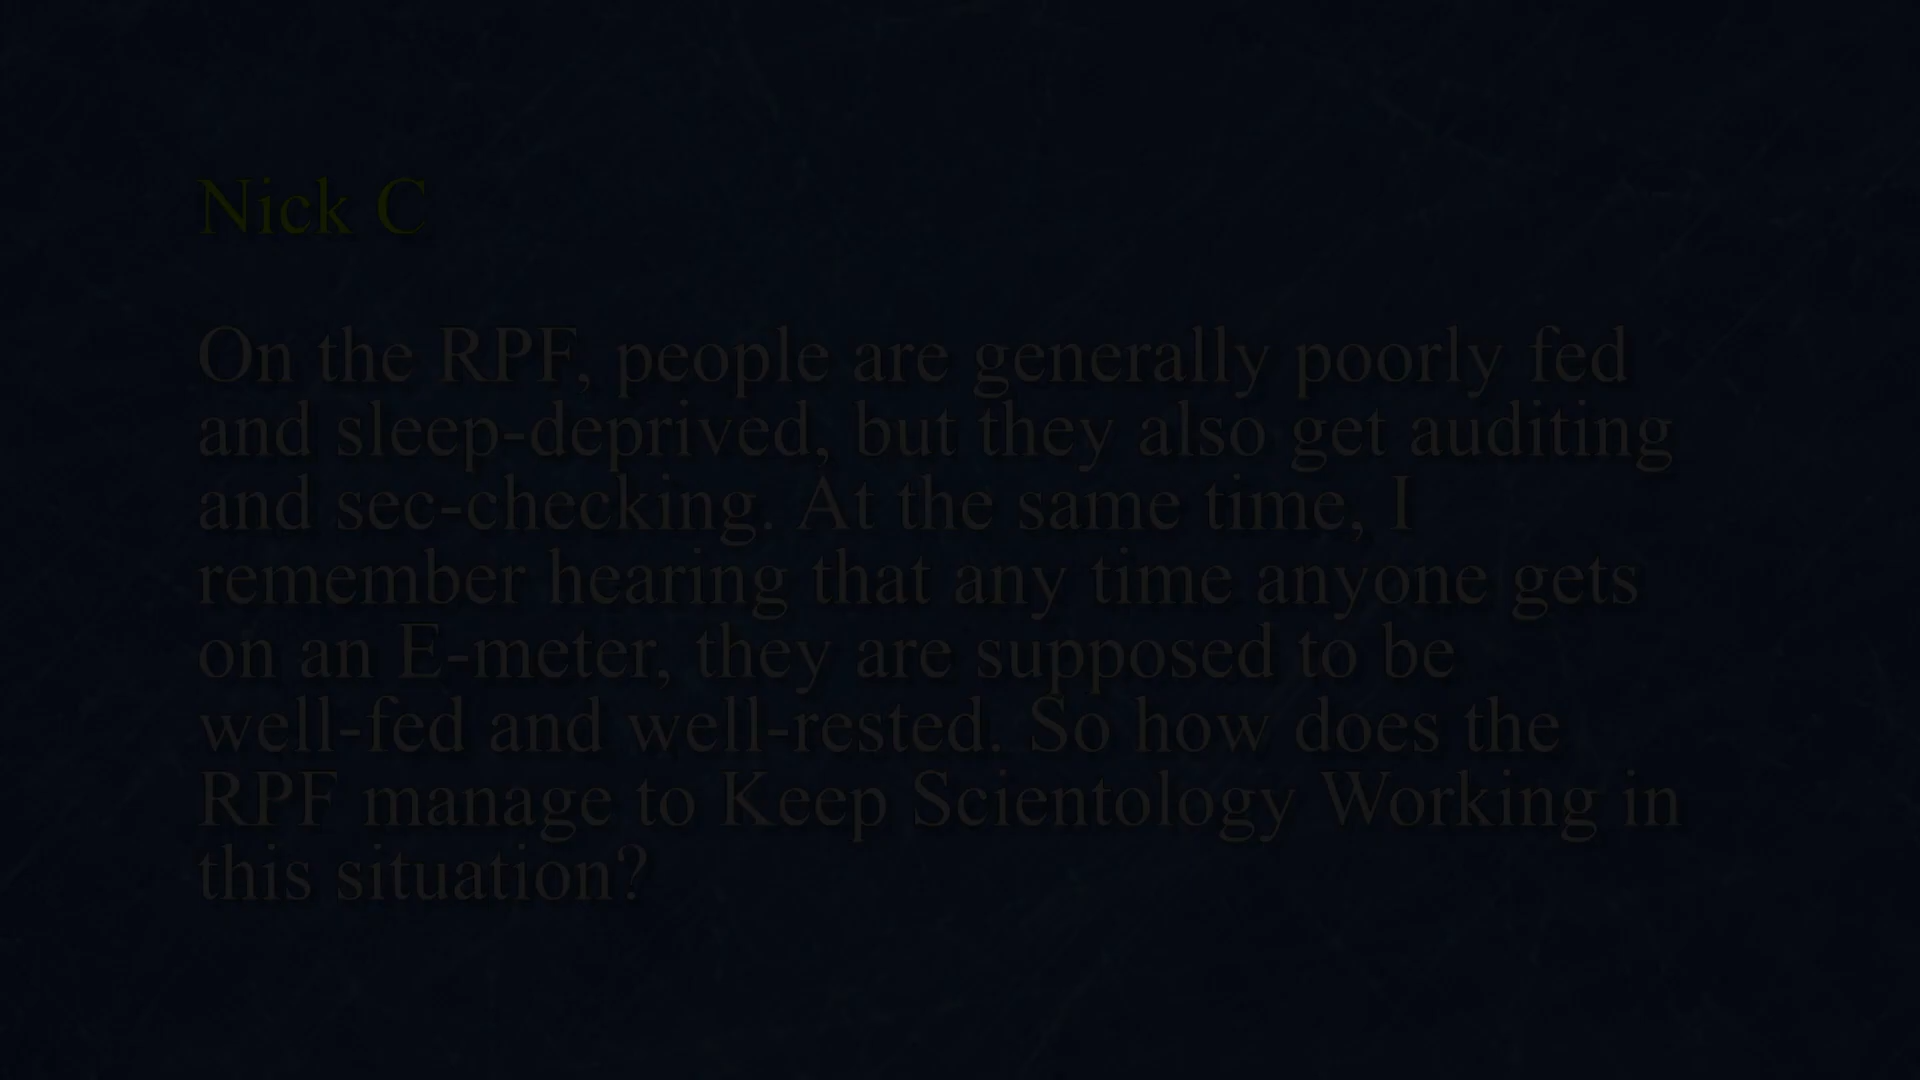 Nick C
On the RPF, people are generally poorly fed
and sleep-deprived, but they also get auditing
and sec-checking. At the same time, I
remember hearing that any time anyone gets
on an E-meter, they are supposed to be
well-fed and well-rested. So how does the
RPF manage to Keep Scientology Working in
this situation?